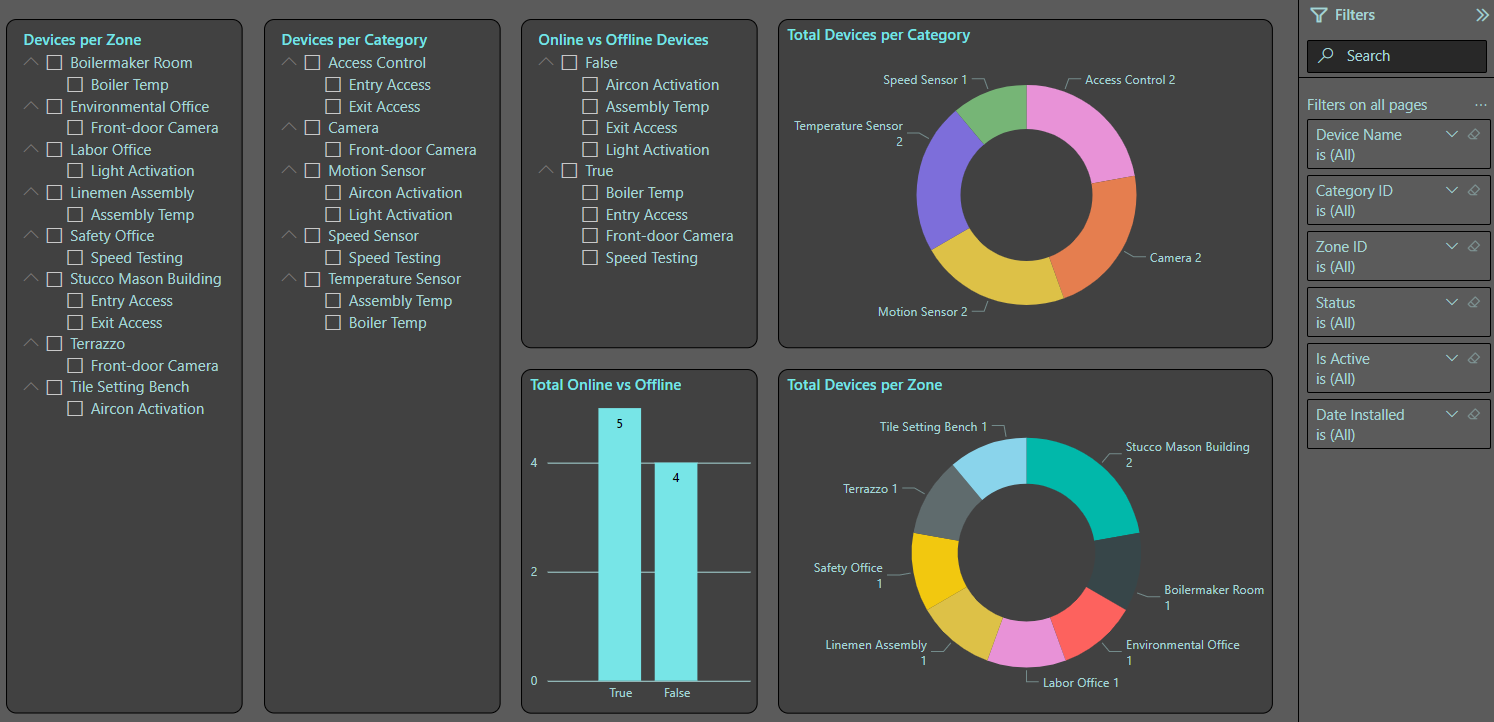 Devices per Zone
Boilermaker Room
Boiler Temp
Environmental Office
Front-door Camera
Labor Office
Light Activation
Linemen Assembly
Assembly Temp
Safety Office
Speed Testing
Stucco Mason Building
Entry Access
Exit Access
Terrazzo
Front-door Camera
Tile Setting Bench
Aircon Activation
Devices per Category
Access Control
Entry Access
Exit Access
Camera
Front-door Camera
Motion Sensor
Aircon Activation
Light Activation
Speed Sensor
Speed Testing
Temperature Sensor
Assembly Temp
Boiler Temp
Online vs Offline Devices
False
Aircon Activation
Assembly Temp
Exit Access
Light Activation
True
Boiler Temp
Entry Access
Front-door Camera
Speed Testing
Total Devices per Category
Speed Sensor 1
Access Control 2
Temperature Sensor
2
Camera 2
Motion Sensor 2
Total Online vs Offline
5
4
4
2
0
True
False
Total Devices per Zone
Tile Setting Bench 1
Stucco Mason Building
2
Terrazzo 1
Safety Office
1
Boilermaker Room
1
Linemen Assembly
1
Environmental Office
1
Labor Office 1
Filters
Search
Filters on all pages
Device Name
is (All)
Category ID
is (All)
Zone ID
is (All)
Status
is (All)
Is Active
is (All)
Date Installed
is (All)